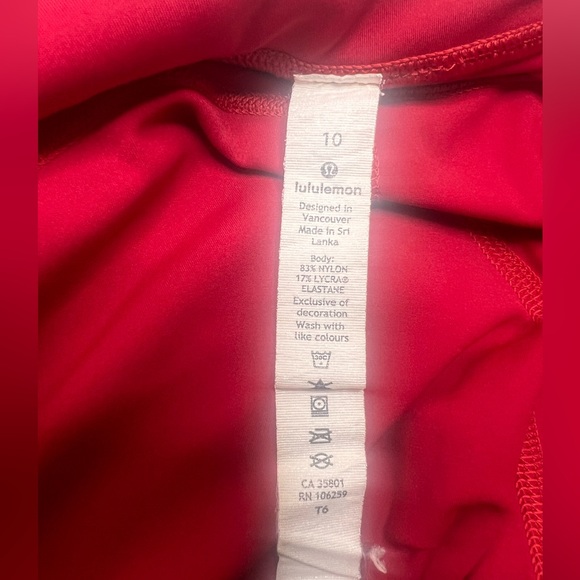 10
lululemon
Designed in
Vancouver
Made in Sri
Lanka
Body:
83% NYLON
17% LYCRA®
ELASTANE
Exclusive of
decoration
Wash with
like colours
30C
CA 35801
RN 106259
T6